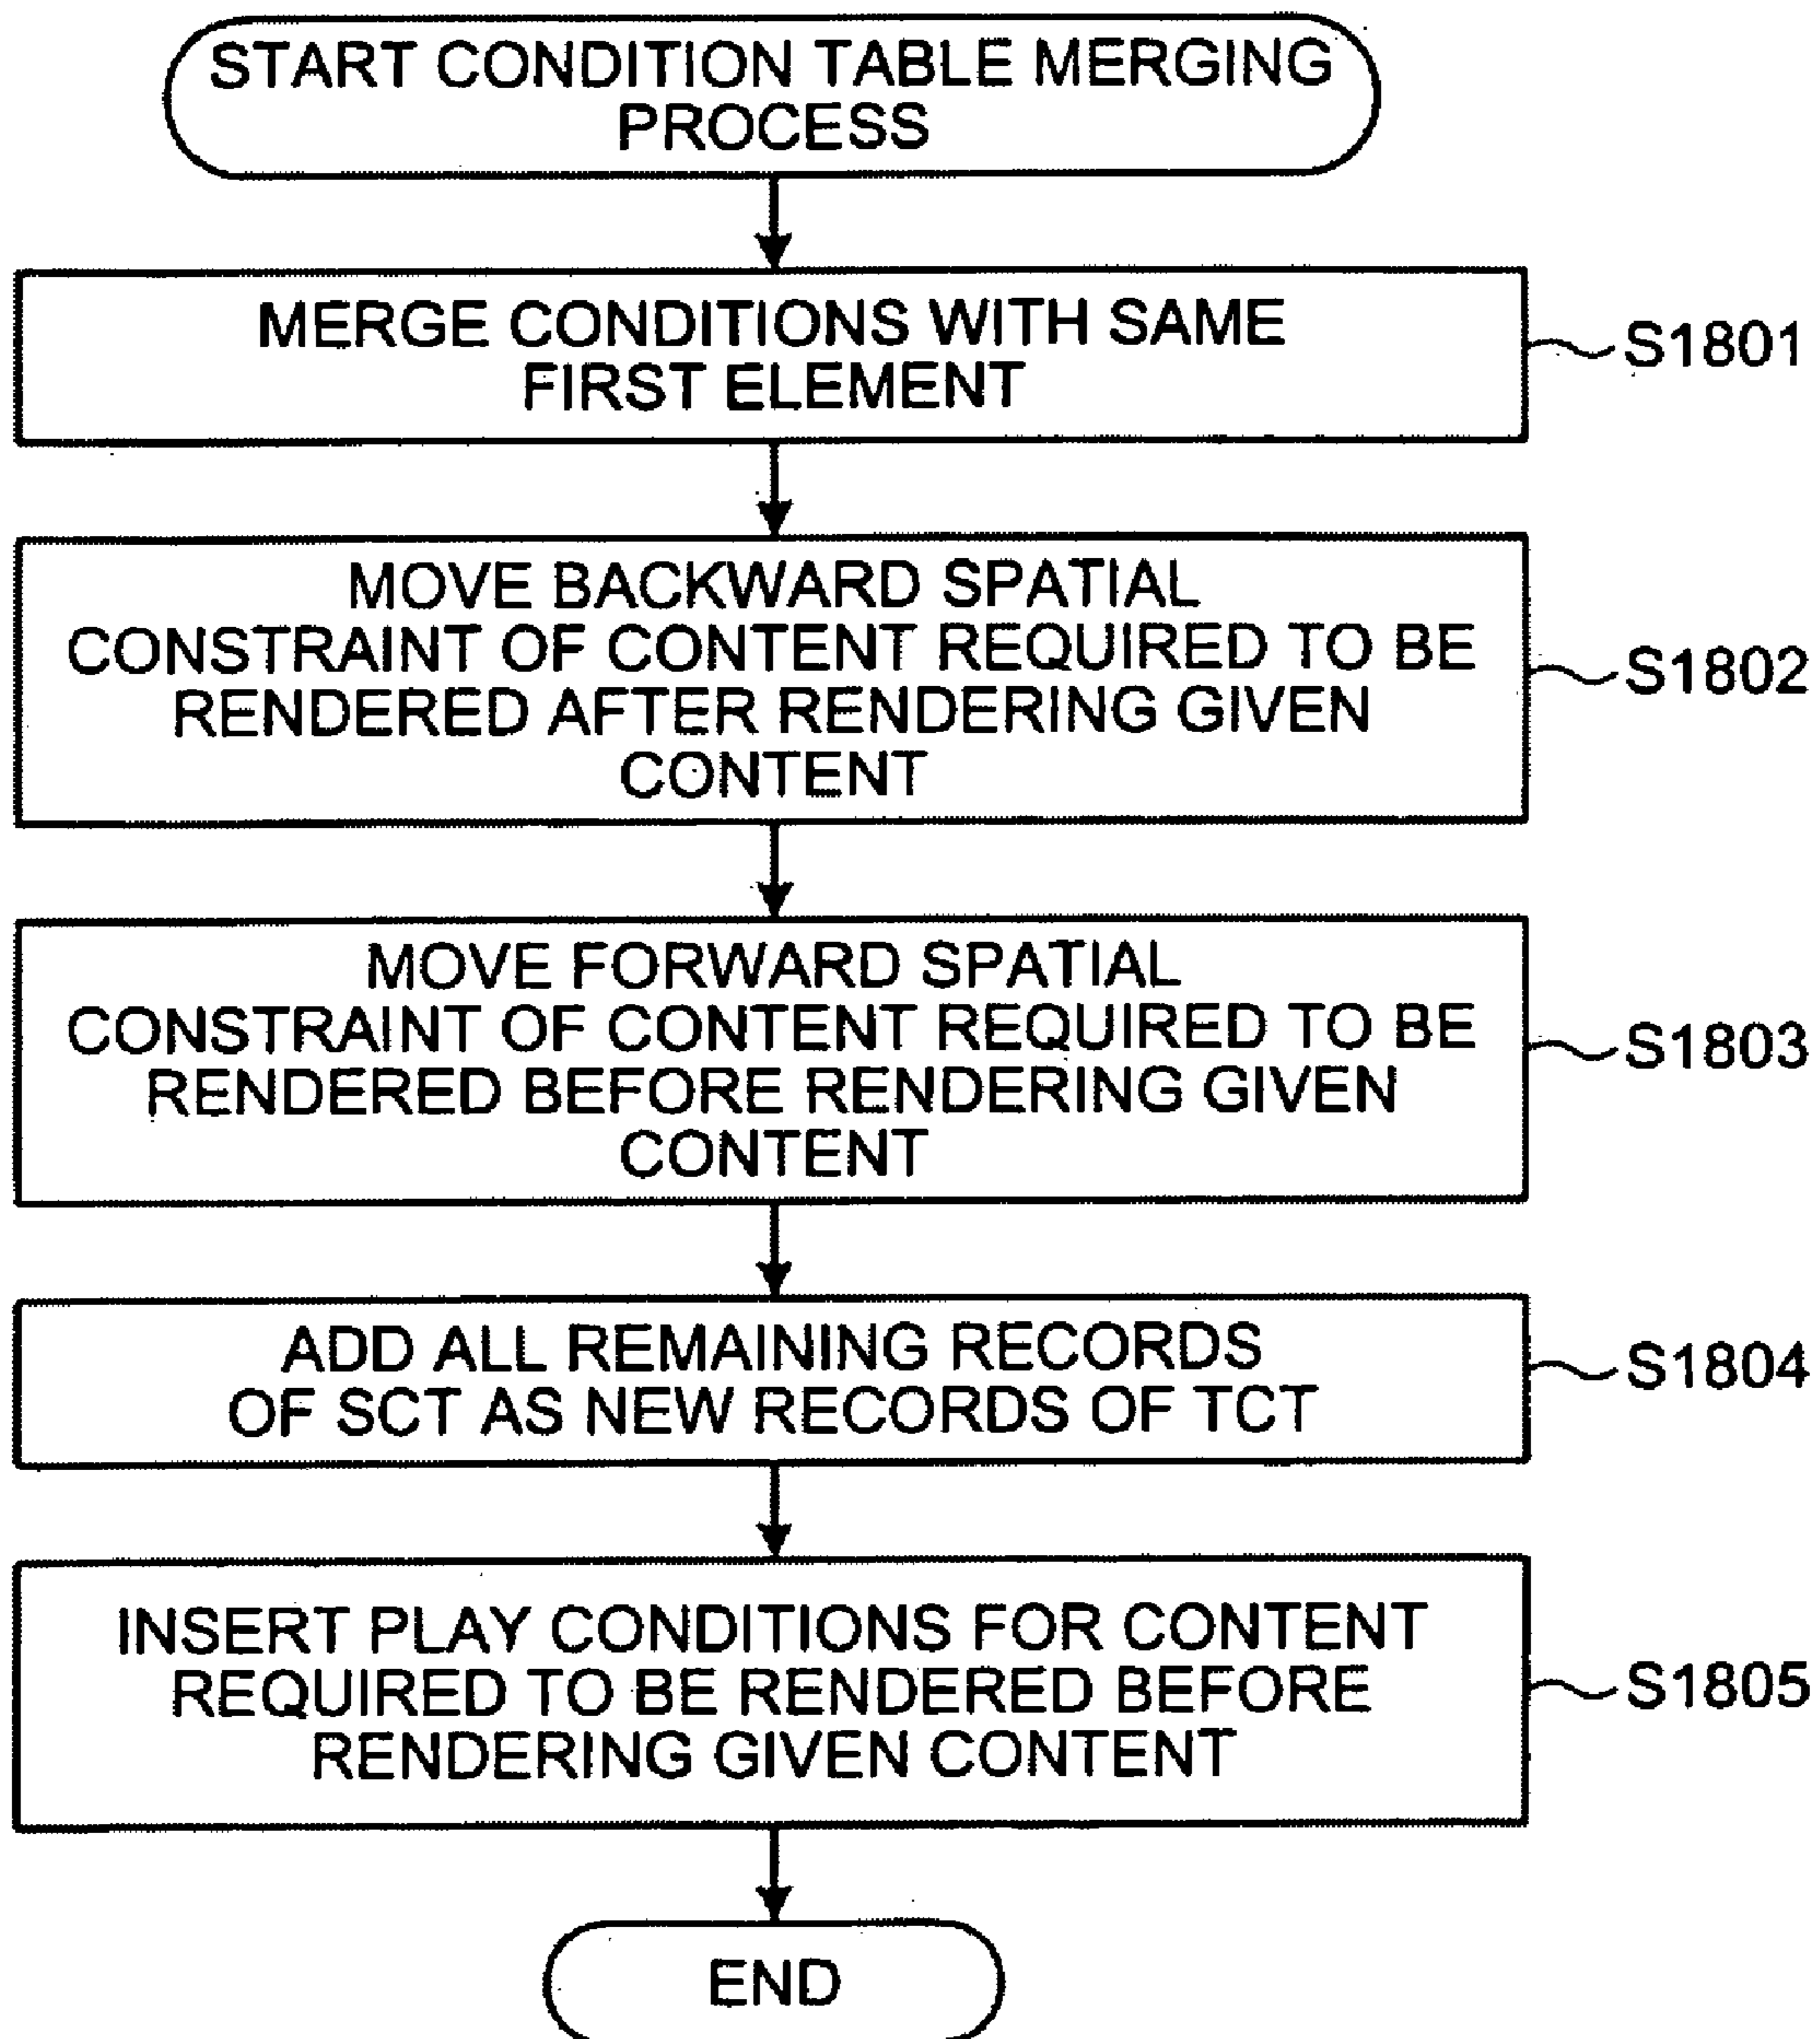 START CONDITION TABLE MERGING
PROCESS
MERGE CONDITIONS WITH SAME
FIRST ELEMENT
S1801
MOVE BACKWARD SPATIAL
CONSTRAINT OF CONTENT REQUIRED TO BE
RENDERED AFTER RENDERING GIVEN
CONTENT
S1802
MOVE FORWARD SPATIAL
CONSTRAINT OF CONTENT REQUIRED TO BE
RENDERED BEFORE RENDERING GIVEN
CONTENT
S1803
ADD ALL REMAINING RECORDS
OF SCT AS NEW RECORDS OF TCT
S1804
INSERT PLAY CONDITIONS FOR CONTENT
REQUIRED TO BE RENDERED BEFORE
RENDERING GIVEN CONTENT
S1805
END